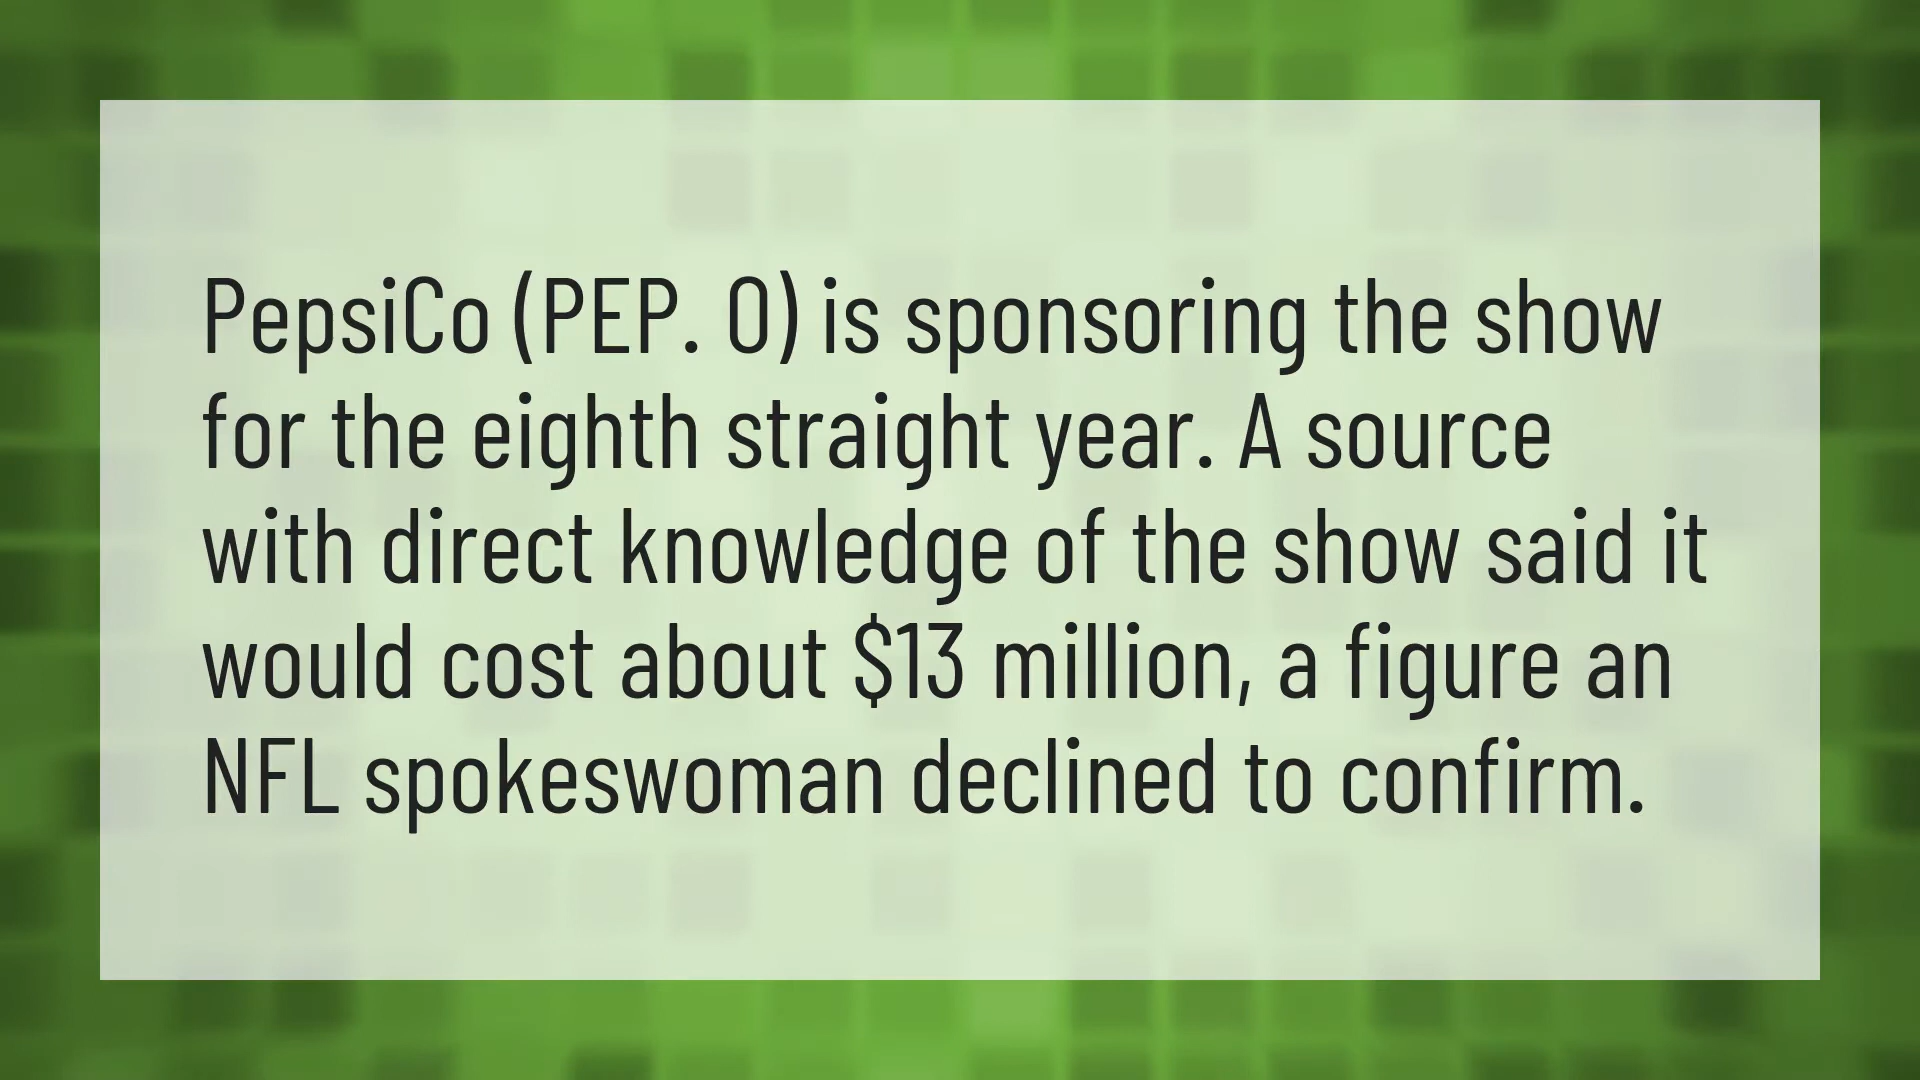 PepsiCo (PEP. O) is sponsoring the show
for the eighth straight year. A source
with direct knowledge of the show said it
would cost about $13 million, a figure an
NFL spokeswoman declined to confirm.